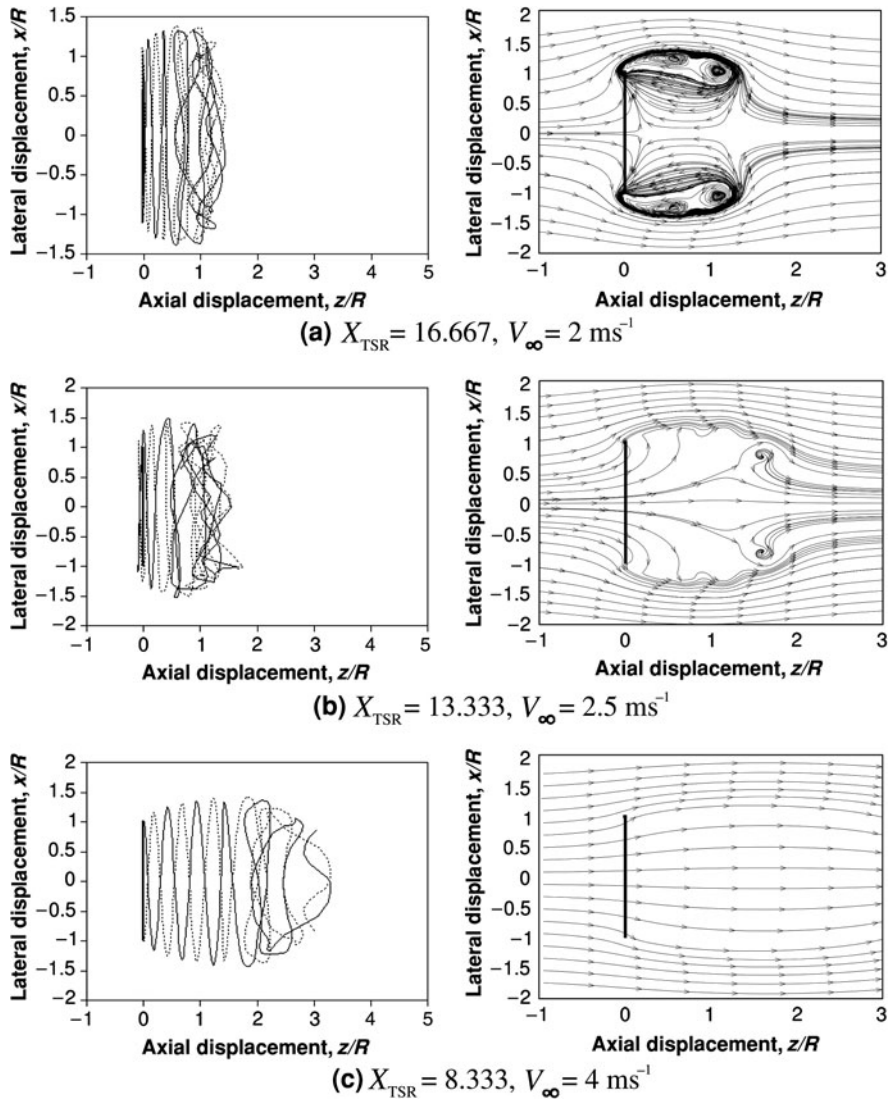 Lateral displacement, x/R
1.5
1
0.5
0
−0.5
−1
−1.5
−1 0 1 2 3 4 5
Axial displacement, z/R
Lateral displacement, x/R
2
1.5
1
0.5
0
−0.5
−1
−1.5
−2
−1 0 1 2 3
Axial displacement, z/R
(a) X_TSR = 16.667, V_∞ = 2 ms⁻¹
Lateral displacement, x/R
2
1.5
1
0.5
0
−0.5
−1
−1.5
−2
−1 0 1 2 3 4 5
Axial displacement, z/R
Lateral displacement, x/R
2
1.5
1
0.5
0
−0.5
−1
−1.5
−2
−1 0 1 2 3
Axial displacement, z/R
(b) X_TSR = 13.333, V_∞ = 2.5 ms⁻¹
Lateral displacement, x/R
2
1.5
1
0.5
0
−0.5
−1
−1.5
−2
−1 0 1 2 3 4 5
Axial displacement, z/R
Lateral displacement, x/R
2
1.5
1
0.5
0
−0.5
−1
−1.5
−2
−1 0 1 2 3
Axial displacement, z/R
(c) X_TSR = 8.333, V_∞ = 4 ms⁻¹